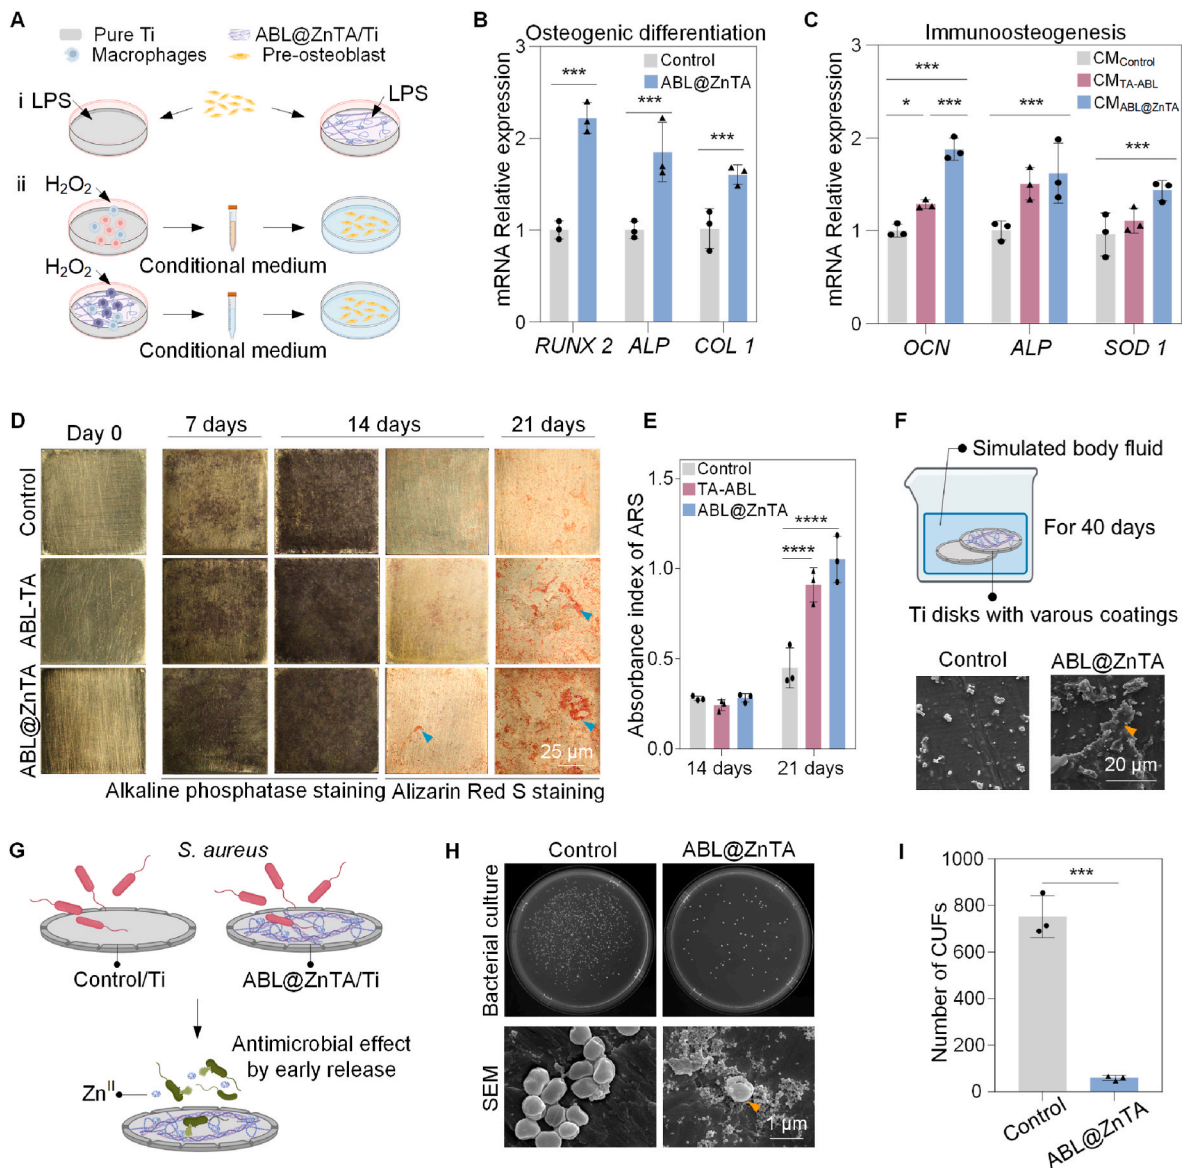 A
Pure Ti
ABL@ZnTA/Ti
Macrophages
Pre-osteoblast
i LPS
LPS
ii
H2O2
Conditional medium
H2O2
Conditional medium
B
Osteogenic differentiation
mRNA Relative expression
3
2
1
0
Control
ABL@ZnTA
***
***
***
RUNX 2
ALP
COL 1
C
Immunoosteogenesis
mRNA Relative expression
3
2
1
0
CMControl
CMTA-ABL
CMABL@ZnTA
***
*
***
***
***
OCN
ALP
SOD 1
D
Day 0
7 days
14 days
21 days
Control
ABL-TA
ABL@ZnTA
25 µm
Alkaline phosphatase staining
Alizarin Red S staining
E
Absorbance index of ARS
1.5
1.0
0.5
0.0
Control
TA-ABL
ABL@ZnTA
****
****
14 days
21 days
F
Simulated body fluid
For 40 days
Ti disks with varous coatings
Control
ABL@ZnTA
20 µm
G
S. aureus
Control/Ti
ABL@ZnTA/Ti
Antimicrobial effect
by early release
ZnII
H
Control
ABL@ZnTA
Bacterial culture
SEM
1 µm
I
Number of CUFs
1000
800
600
400
200
0
***
Control
ABL@ZnTA